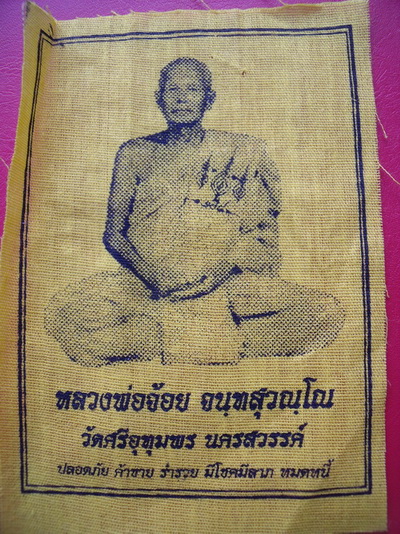 หลวงพ่อจ้อย จนฺทสุวณฺโณ
วัดศรีอุทุมพร นครสวรรค์
ปลอดภัย ค้าขาย ร่ำรวย มีโชคมีลาภ หมดหนี้